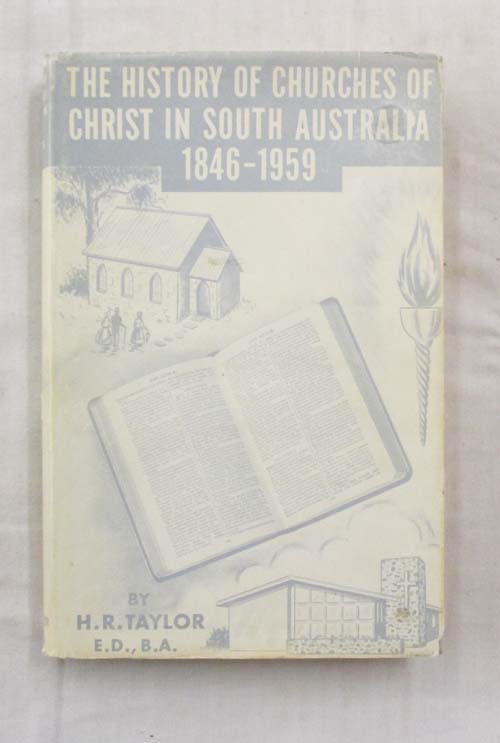 THE HISTORY OF CHURCHES OF
CHRIST IN SOUTH AUSTRALIA
1846-1959
BY
H.R.TAYLOR
E.D., B.A.